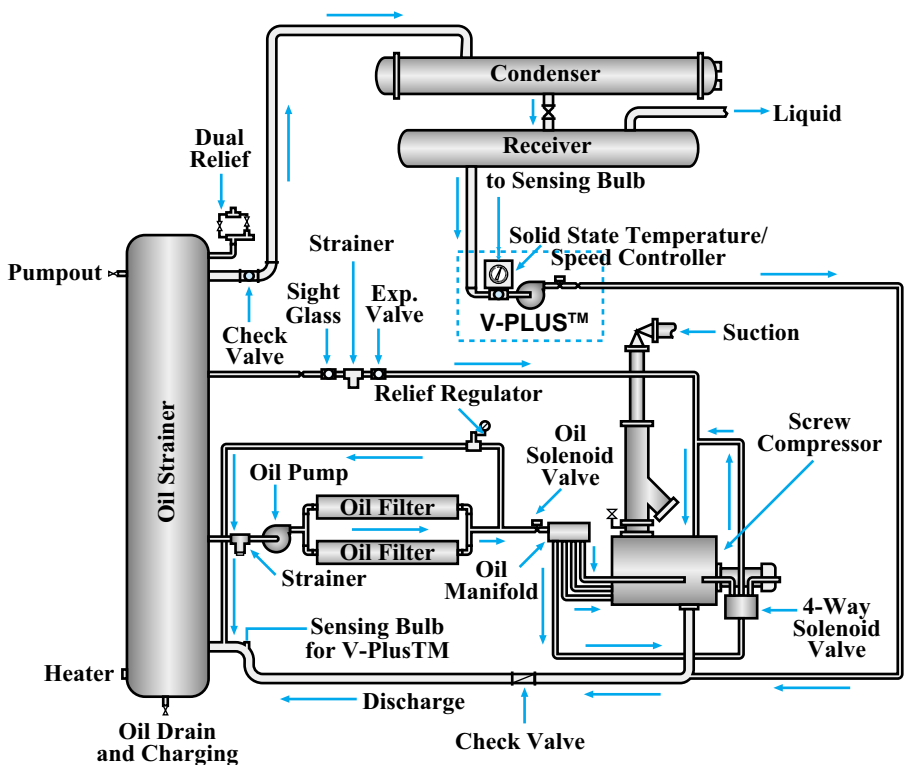 Condenser
Liquid
Dual
Relief
Receiver
to Sensing Bulb
Strainer
Solid State Temperature/
Speed Controller
Pumpout
Sight
Glass
Exp.
Valve
V-PLUS™
Check
Valve
Suction
Relief Regulator
Oil Strainer
Oil
Solenoid
Valve
Screw
Compressor
Oil Pump
Oil Filter
Oil Filter
Strainer
Oil
Manifold
4-Way
Solenoid
Valve
Sensing Bulb
for V-PlusTM
Heater
Discharge
Oil Drain
and Charging
Check Valve